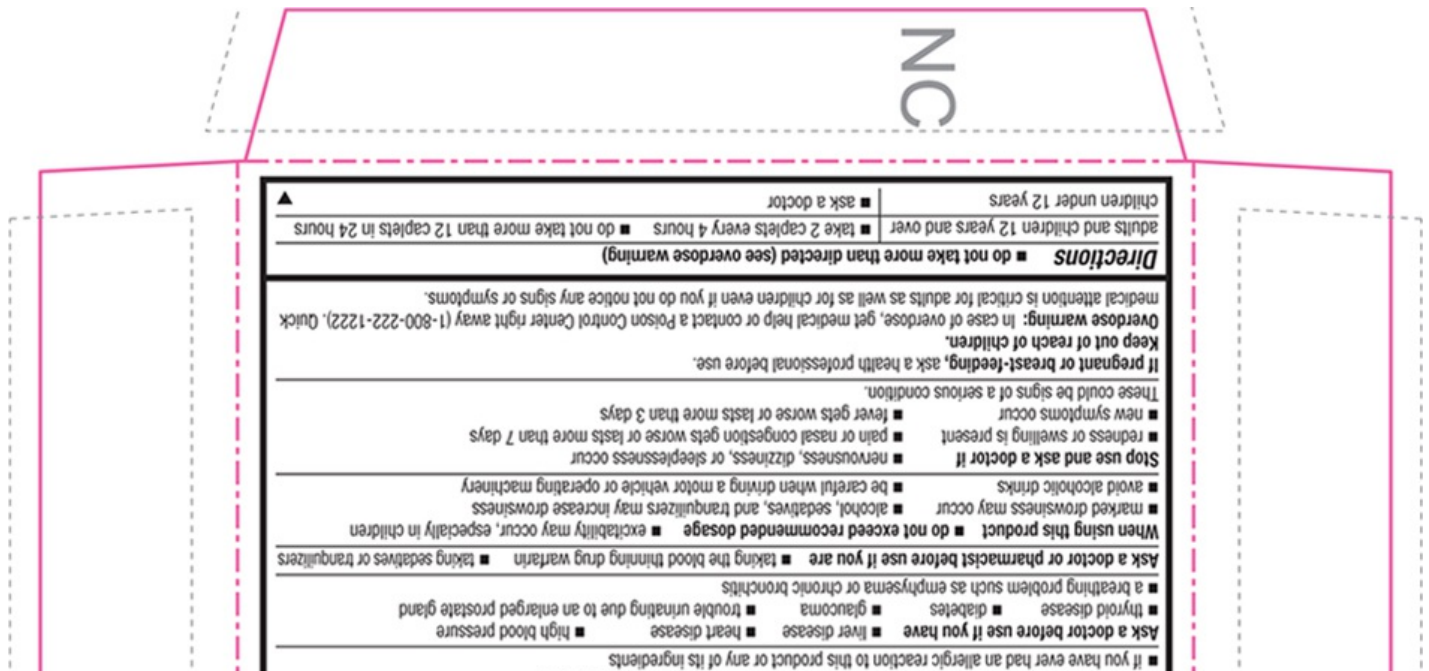 ■ if you have ever had an allergic reaction to this product or any of its ingredients
Ask a doctor before use if you have ■ liver disease ■ heart disease ■ high blood pressure
■ thyroid disease ■ diabetes ■ glaucoma ■ trouble urinating due to an enlarged prostate gland
■ a breathing problem such as emphysema or chronic bronchitis
Ask a doctor or pharmacist before use if you are ■ taking the blood thinning drug warfarin ■ taking sedatives or tranquilizers
When using this product ■ do not exceed recommended dosage ■ excitability may occur, especially in children
■ marked drowsiness may occur ■ alcohol, sedatives, and tranquilizers may increase drowsiness
■ avoid alcoholic drinks ■ be careful when driving a motor vehicle or operating machinery
Stop use and ask a doctor if ■ nervousness, dizziness, or sleeplessness occur
■ redness or swelling is present ■ pain or nasal congestion gets worse or lasts more than 7 days
■ new symptoms occur ■ fever gets worse or lasts more than 3 days
These could be signs of a serious condition.
If pregnant or breast-feeding, ask a health professional before use.
Keep out of reach of children.
Overdose warning: In case of overdose, get medical help or contact a Poison Control Center right away (1-800-222-1222). Quick
medical attention is critical for adults as well as for children even if you do not notice any signs or symptoms.
Directions ■ do not take more than directed (see overdose warning)
adults and children 12 years and over ■ take 2 caplets every 4 hours ■ do not take more than 12 caplets in 24 hours
children under 12 years ■ ask a doctor
NC